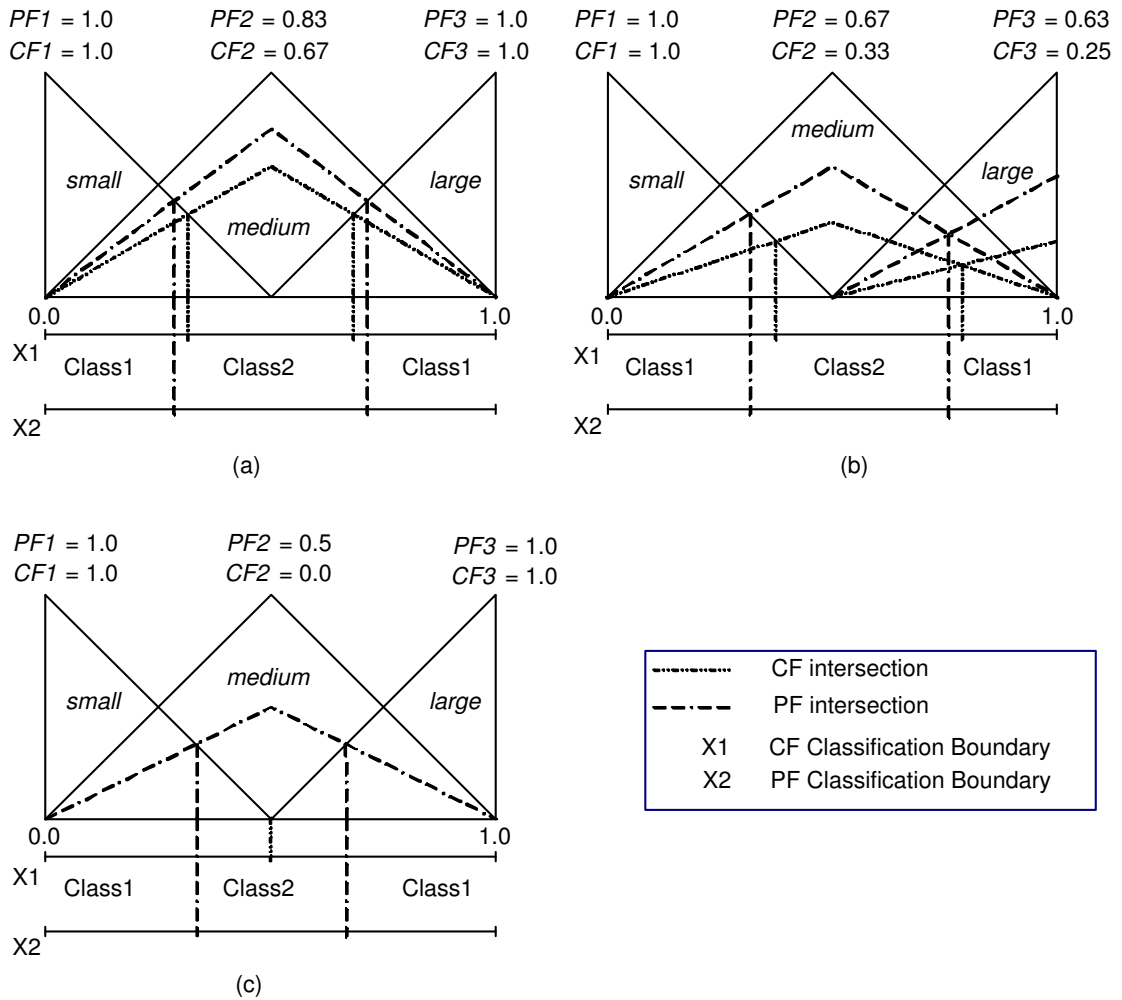 PF1 = 1.0 PF2 = 0.83 PF3 = 1.0
CF1 = 1.0 CF2 = 0.67 CF3 = 1.0
small medium large
0.0 1.0
X1 Class1 Class2 Class1
X2
(a)
PF1 = 1.0 PF2 = 0.67 PF3 = 0.63
CF1 = 1.0 CF2 = 0.33 CF3 = 0.25
small medium large
0.0 1.0
X1 Class1 Class2 Class1
X2
(b)
PF1 = 1.0 PF2 = 0.5 PF3 = 1.0
CF1 = 1.0 CF2 = 0.0 CF3 = 1.0
small medium large
0.0 1.0
X1 Class1 Class2 Class1
X2
(c)
CF intersection
PF intersection
X1 CF Classification Boundary
X2 PF Classification Boundary